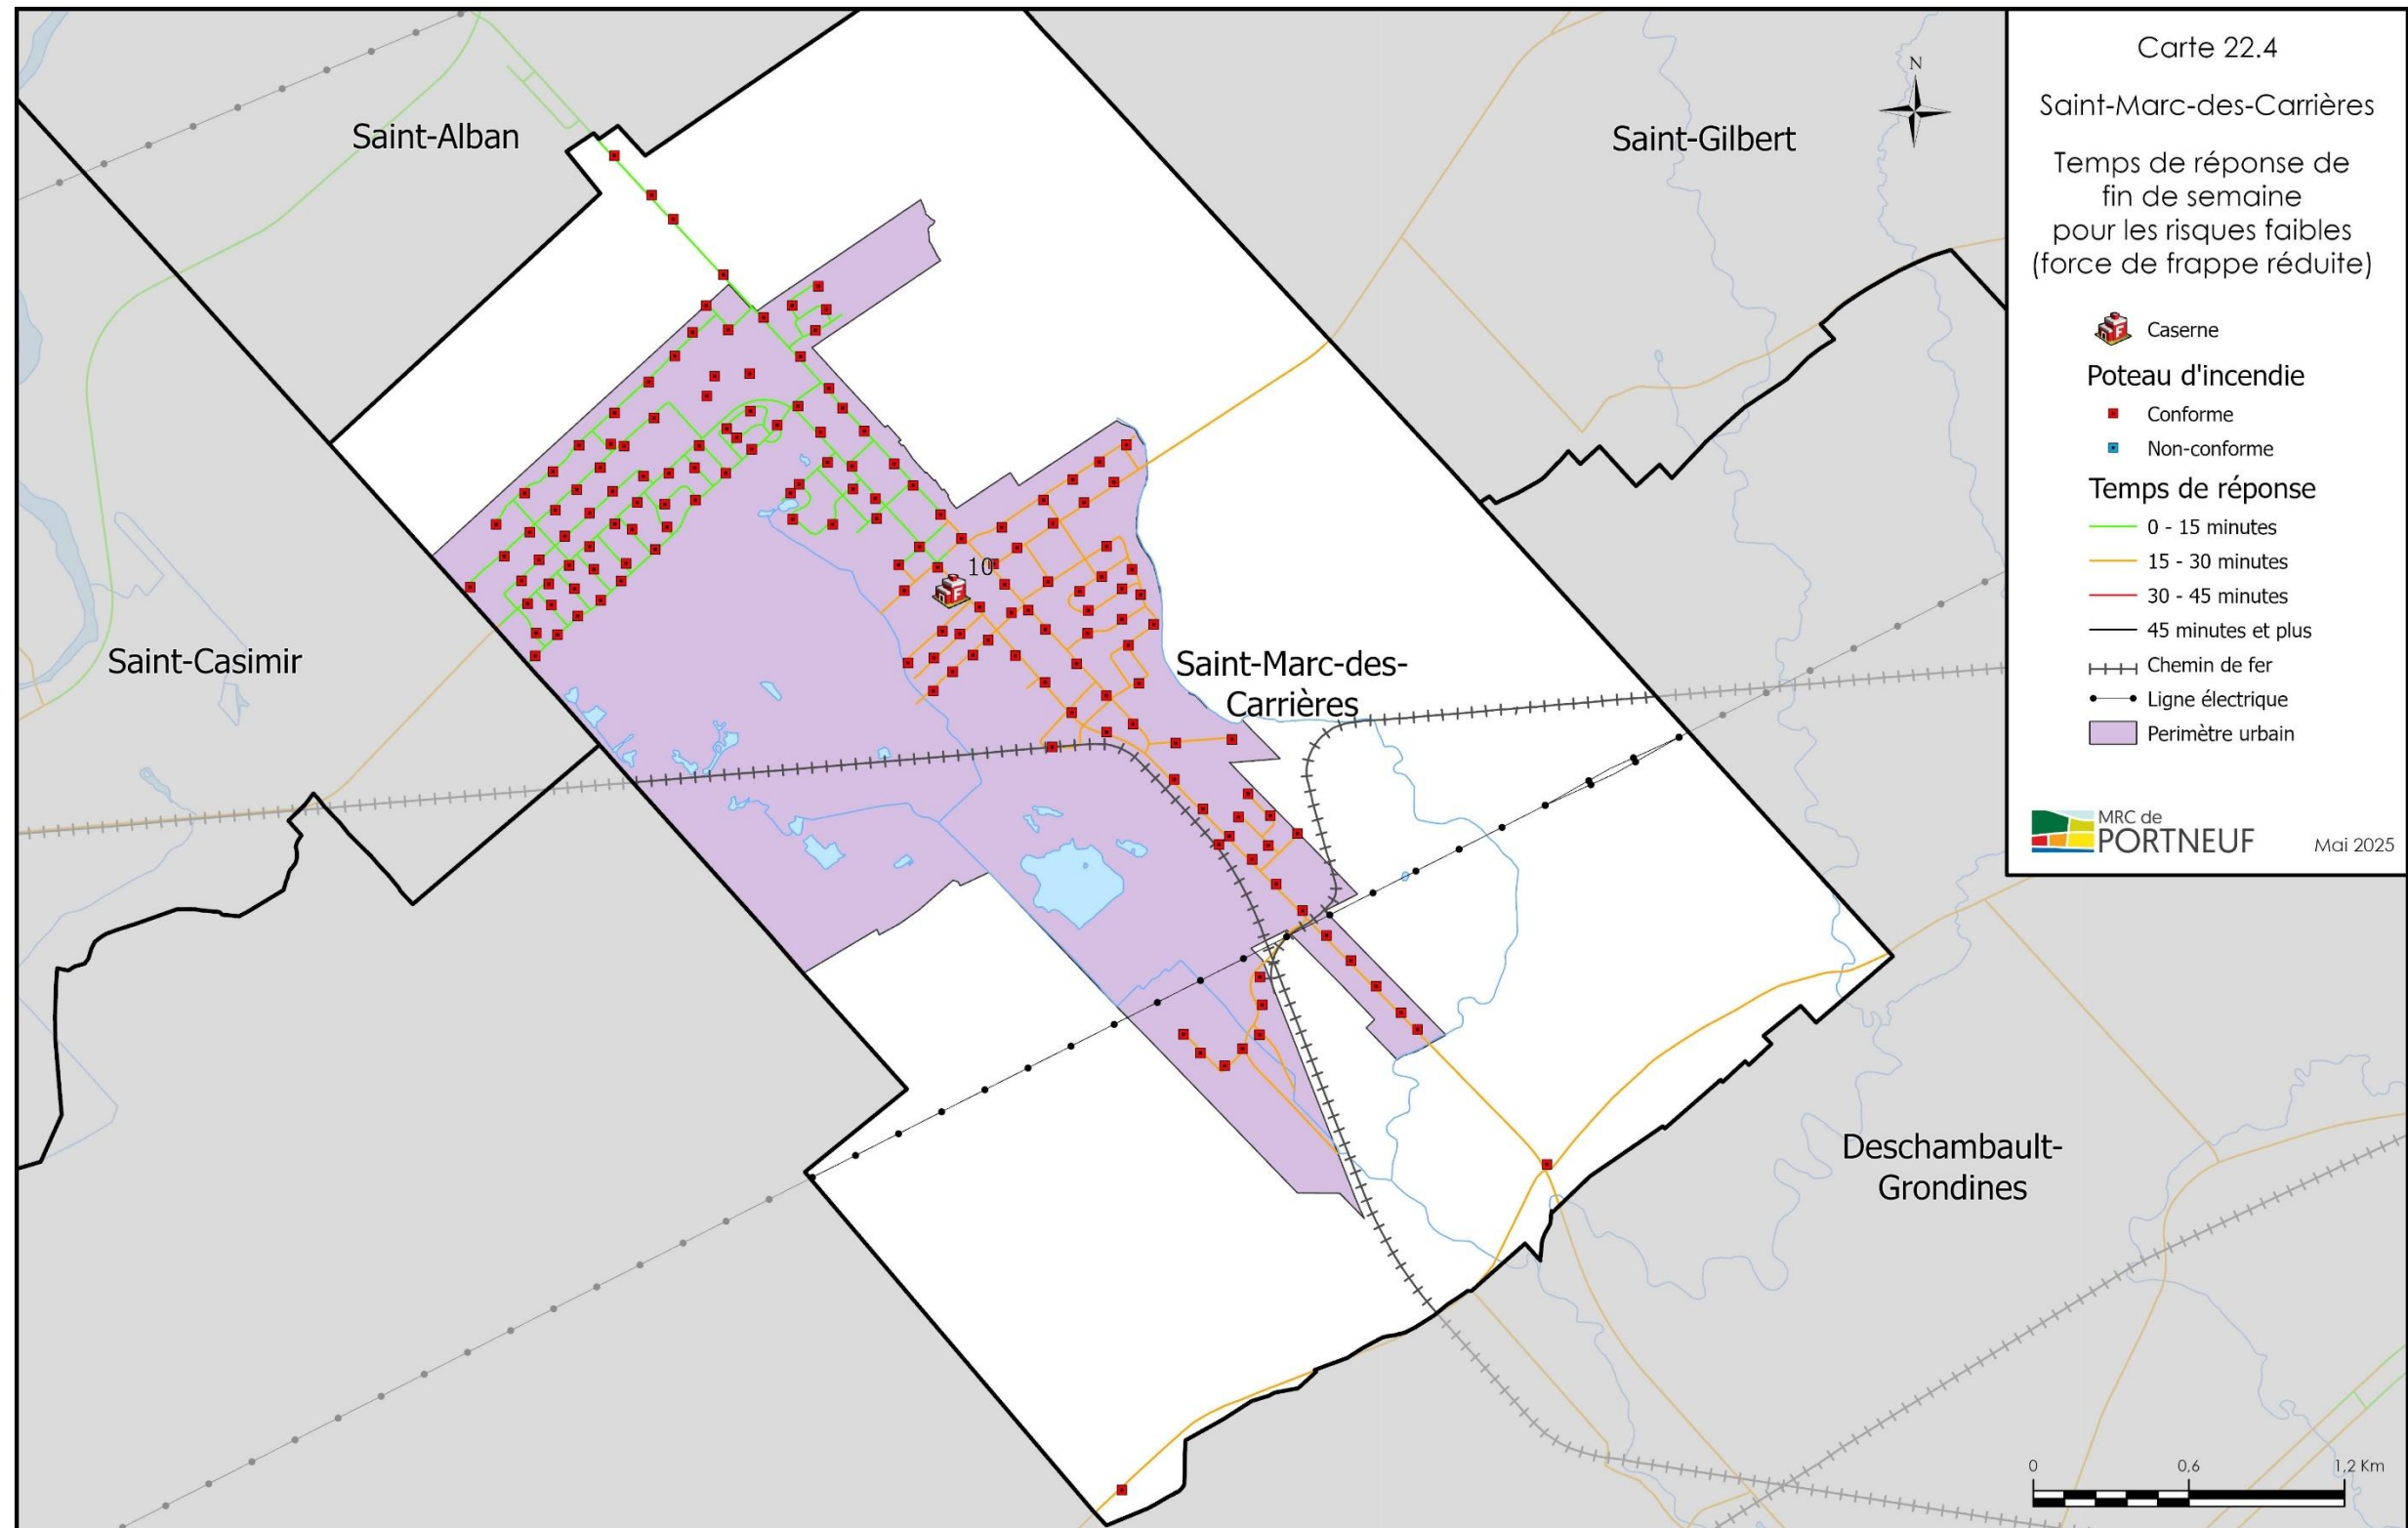 Carte 22.4
Saint-Marc-des-Carrières
Temps de réponse de
fin de semaine
pour les risques faibles
(force de frappe réduite)
N
Caserne
Poteau d'incendie
Conforme
Non-conforme
Temps de réponse
0 - 15 minutes
15 - 30 minutes
30 - 45 minutes
45 minutes et plus
Chemin de fer
Ligne électrique
Perimètre urbain
MRC de
PORTNEUF
Mai 2025
Saint-Alban
Saint-Gilbert
10
F
Saint-Casimir
Saint-Marc-des-
Carrières
Deschambault-
Grondines
0 0,6 1,2 Km